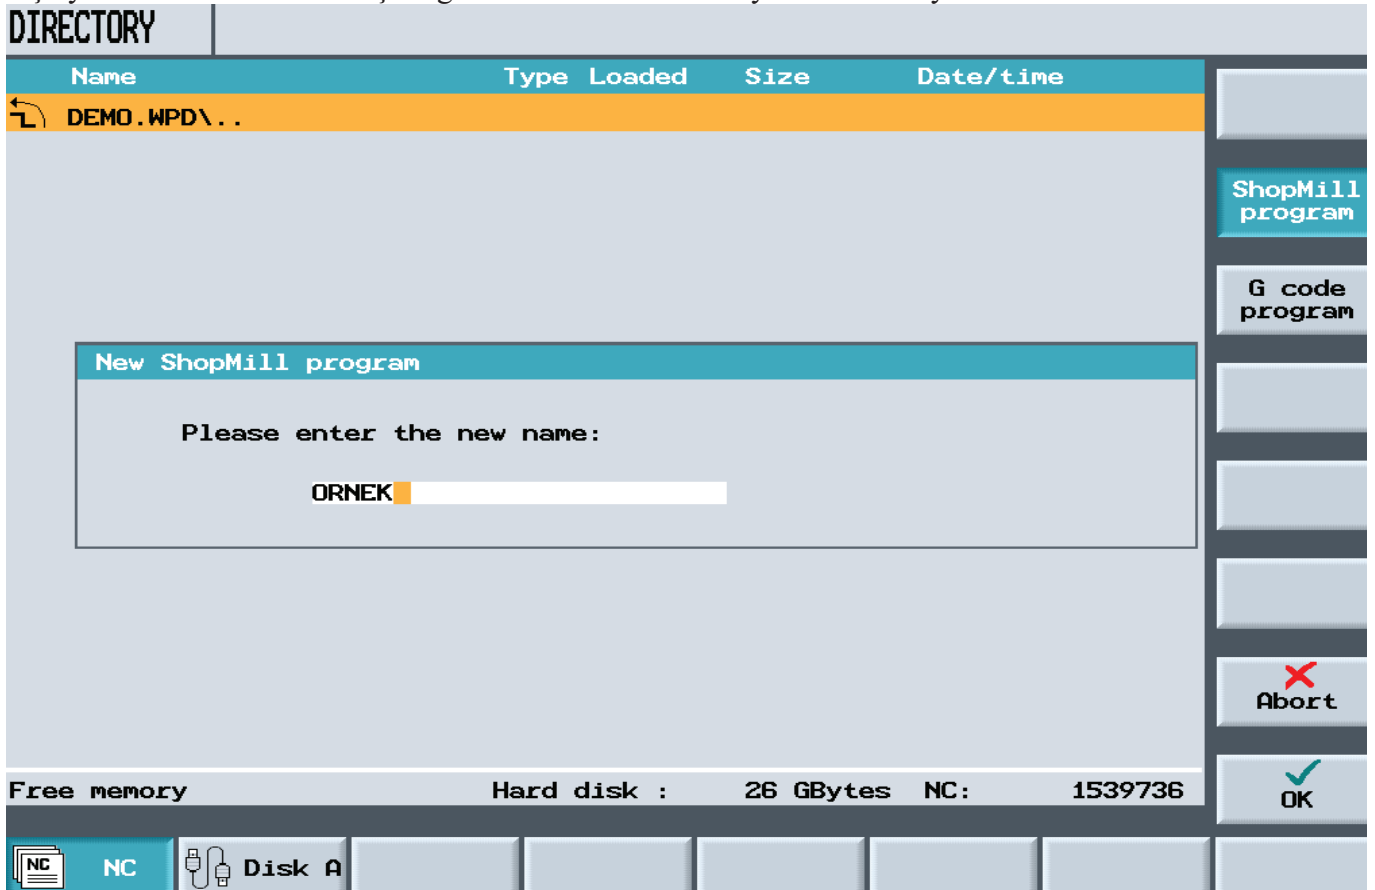 DIRECTORY
Name Type Loaded Size Date/time
DEMO.WPD\..
ShopMill
program
G code
program
New ShopMill program
Please enter the new name:
ORNEK
Abort
Free memory Hard disk : 26 GBytes NC: 1539736
OK
NC NC Disk A